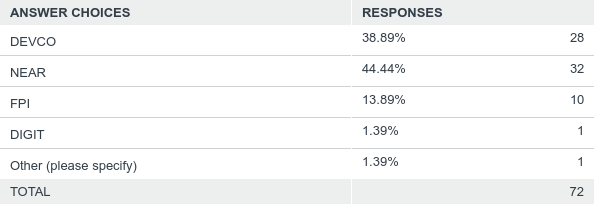 ANSWER CHOICES RESPONSES
DEVCO 38.89% 28
NEAR 44.44% 32
FPI 13.89% 10
DIGIT 1.39% 1
Other (please specify) 1.39% 1
TOTAL 72